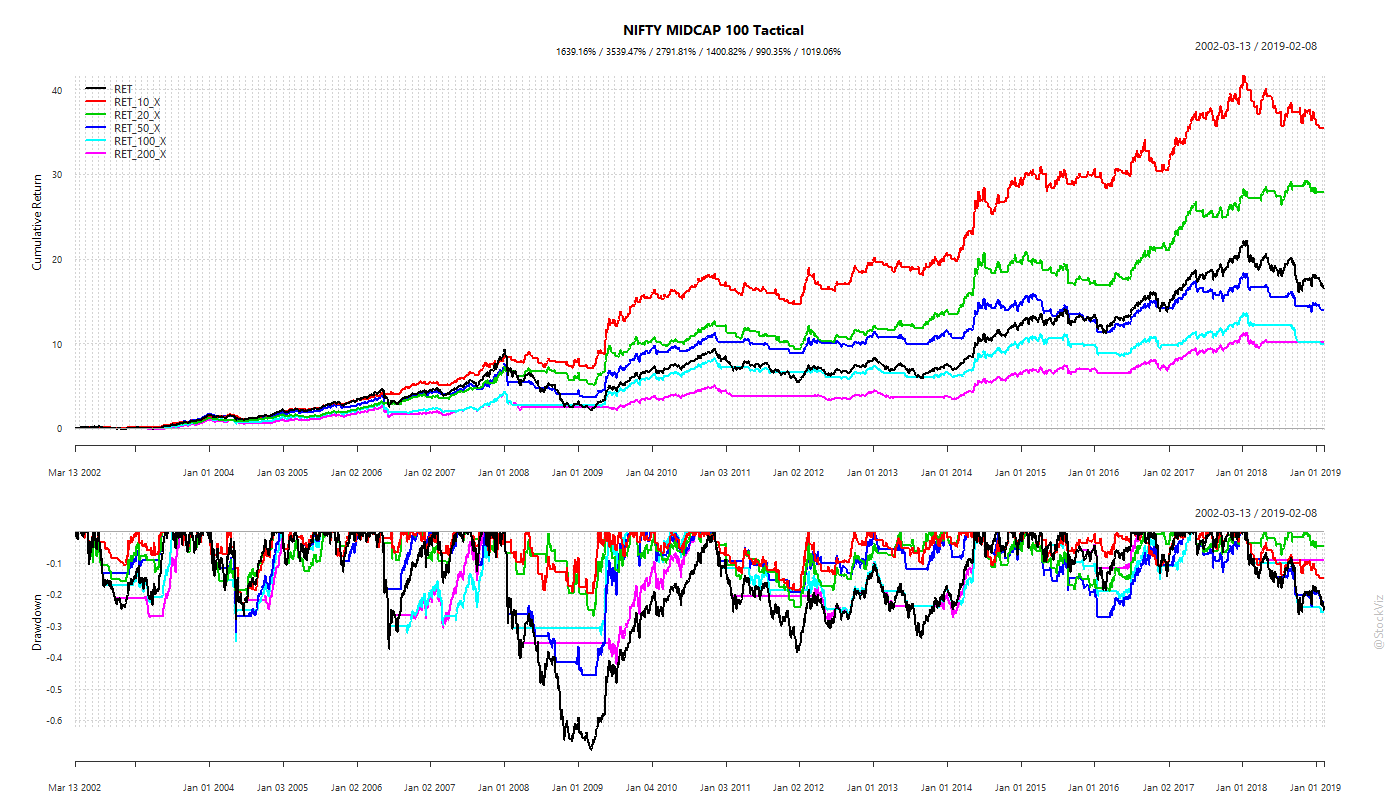 NIFTY MIDCAP 100 Tactical
1639.16% / 3539.47% / 2791.81% / 1400.82% / 990.35% / 1019.06%
2002-03-13 / 2019-02-08
RET
RET_10_X
RET_20_X
RET_50_X
RET_100_X
RET_200_X
Cumulative Return
40
30
20
10
0
Mar 13 2002 Jan 01 2004 Jan 03 2005 Jan 02 2006 Jan 02 2007 Jan 01 2008 Jan 01 2009 Jan 04 2010 Jan 03 2011 Jan 02 2012 Jan 01 2013 Jan 01 2014 Jan 01 2015 Jan 01 2016 Jan 02 2017 Jan 01 2018 Jan 01 2019
2002-03-13 / 2019-02-08
Drawdown
-0.1
-0.2
-0.3
-0.4
-0.5
-0.6
Mar 13 2002 Jan 01 2004 Jan 03 2005 Jan 02 2006 Jan 02 2007 Jan 01 2008 Jan 01 2009 Jan 04 2010 Jan 03 2011 Jan 02 2012 Jan 01 2013 Jan 01 2014 Jan 01 2015 Jan 01 2016 Jan 02 2017 Jan 01 2018 Jan 01 2019
@StockViz